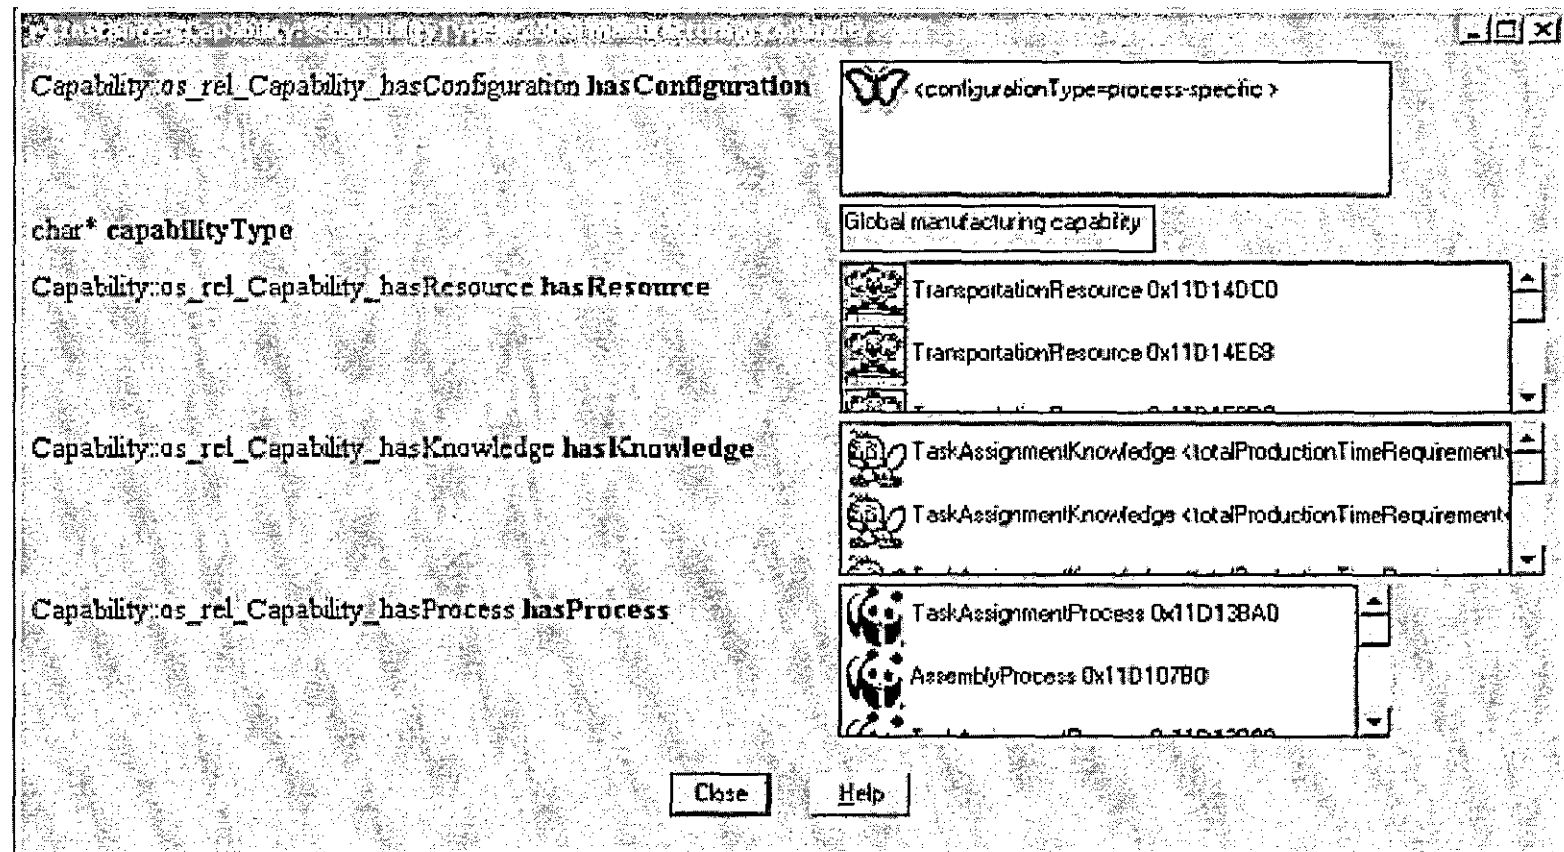 Capability::os_rel_Capability_hasConfiguration hasConfiguration
<configurationType=process-specific >
char* capabilityType
Global manufacturing capability
Capability::os_rel_Capability_hasResource hasResource
TransportationResource 0x11D14DC0
TransportationResource 0x11D14E68
Capability::os_rel_Capability_hasKnowledge hasKnowledge
TaskAssignmentKnowledge <totalProductionTimeRequirement
TaskAssignmentKnowledge <totalProductionTimeRequirement
Capability::os_rel_Capability_hasProcess hasProcess
TaskAssignmentProcess 0x11D13BA0
AssemblyProcess 0x11D107B0
Close
Help